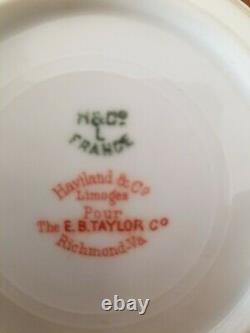 H&Cº
L
FRANCE
Haviland & Cº
Limoges
Pour
The E.B.TAYLOR Cº
Richmond.Va